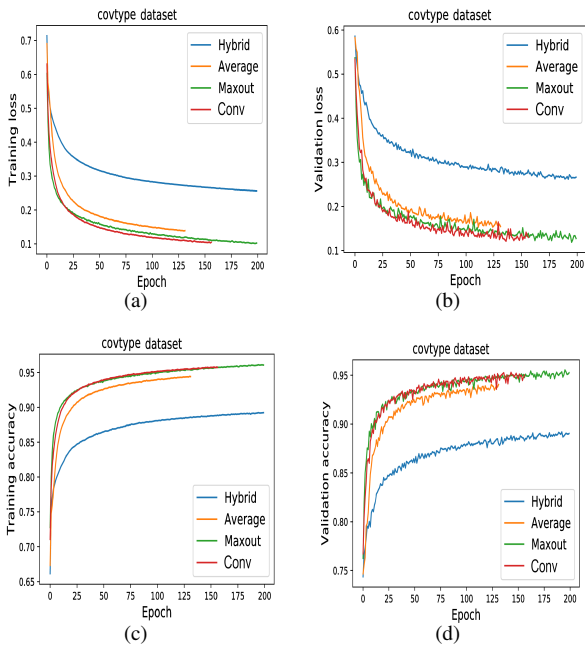 covtype dataset
Training loss
0.7
0.6
0.5
0.4
0.3
0.2
0.1
Hybrid
Average
Maxout
Conv
0 25 50 75 100 125 150 175 200
Epoch
(a)
covtype dataset
Validation loss
0.6
0.5
0.4
0.3
0.2
0.1
Hybrid
Average
Maxout
Conv
0 25 50 75 100 125 150 175 200
Epoch
(b)
covtype dataset
Training accuracy
0.95
0.90
0.85
0.80
0.75
0.70
0.65
Hybrid
Average
Maxout
Conv
0 25 50 75 100 125 150 175 200
Epoch
(c)
covtype dataset
Validation accuracy
0.95
0.90
0.85
0.80
0.75
Hybrid
Average
Maxout
Conv
0 25 50 75 100 125 150 175 200
Epoch
(d)